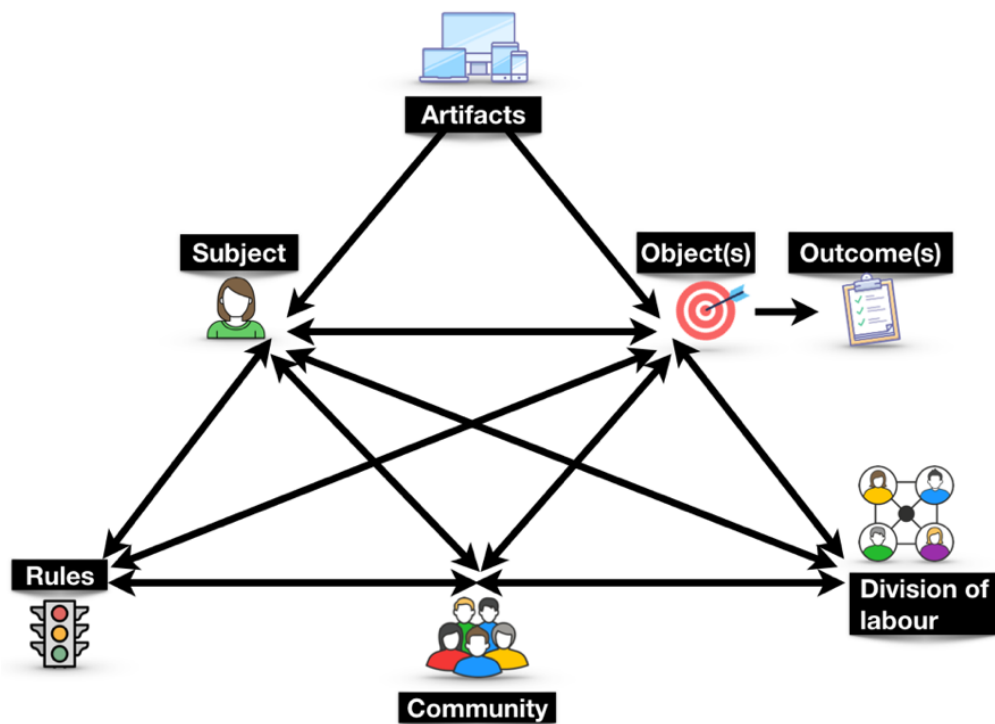 Artifacts
Subject
Object(s)
Outcome(s)
Rules
Division of
labour
Community